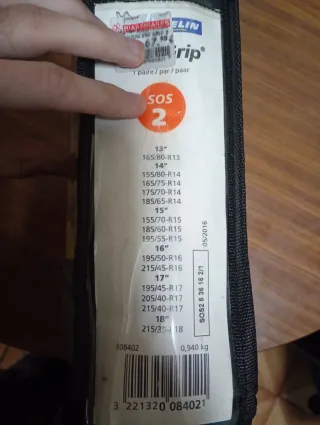 ELIN
Grip®
1 paire / par / paar
SOS
2
13"
165/80-R13
14"
155/80-R14
165/75-R14
175/70-R14
185/65-R14
15"
155/70-R15
185/60-R15
195/55-R15
16"
195/50-R16
215/45-R16
17"
195/45-R17
205/40-R17
215/40-R17
18"
215/35-R18
05/2016
SOS2 8 36 16 2/1
008402
0,940 kg
3 221320 084021